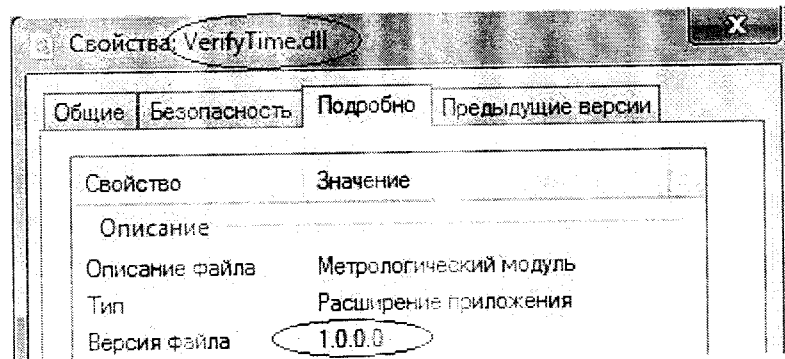 Свойства: VerifyTime.dll
Общие Безопасность Подробно Предыдущие версии
Свойство Значение
Описание
Описание файла Метрологический модуль
Тип Расширение приложения
Версия файла 1.0.0.0